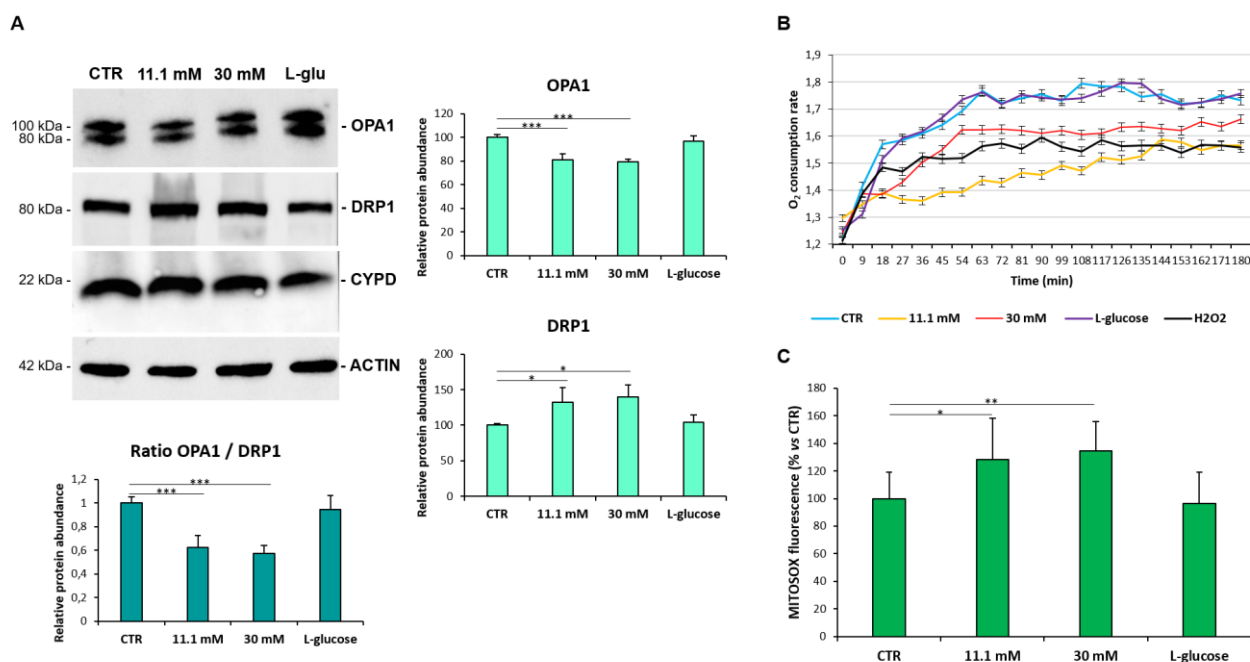 A
CTR 11.1 mM 30 mM L-glu
100 kDa -
80 kDa -
- OPA1
80 kDa -
- DRP1
22 kDa -
- CYPD
42 kDa -
- ACTIN
OPA1
Relative protein abundance
120
100
80
60
40
20
0
***
***
CTR 11.1 mM 30 mM L-glucose
DRP1
Relative protein abundance
200
150
100
50
0
*
*
CTR 11.1 mM 30 mM L-glucose
Ratio OPA1 / DRP1
Relative protein abundance
1,2
1
0,8
0,6
0,4
0,2
0
***
***
CTR 11.1 mM 30 mM L-glucose
B
O₂ consumption rate
1,9
1,8
1,7
1,6
1,5
1,4
1,3
1,2
0 9 18 27 36 45 54 63 72 81 90 99 108 117 126 135 144 153 162 171 180
Time (min)
CTR 11.1 mM 30 mM L-glucose H2O2
C
MITOSOX fluorescence (% vs CTR)
180
160
140
120
100
80
60
40
20
0
**
*
CTR 11.1 mM 30 mM L-glucose